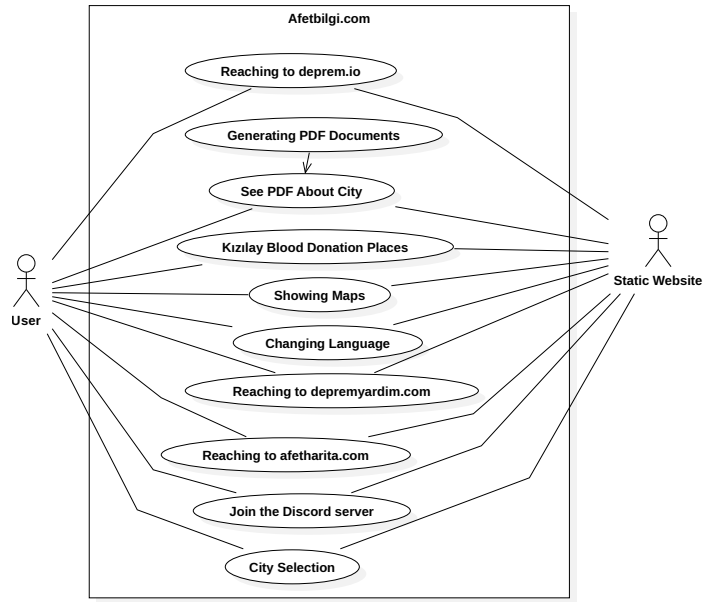 Afetbilgi.com
Reaching to deprem.io
Generating PDF Documents
See PDF About City
Kızılay Blood Donation Places
Showing Maps
Changing Language
Reaching to depremyardim.com
Reaching to afetharita.com
Join the Discord server
City Selection
User
Static Website